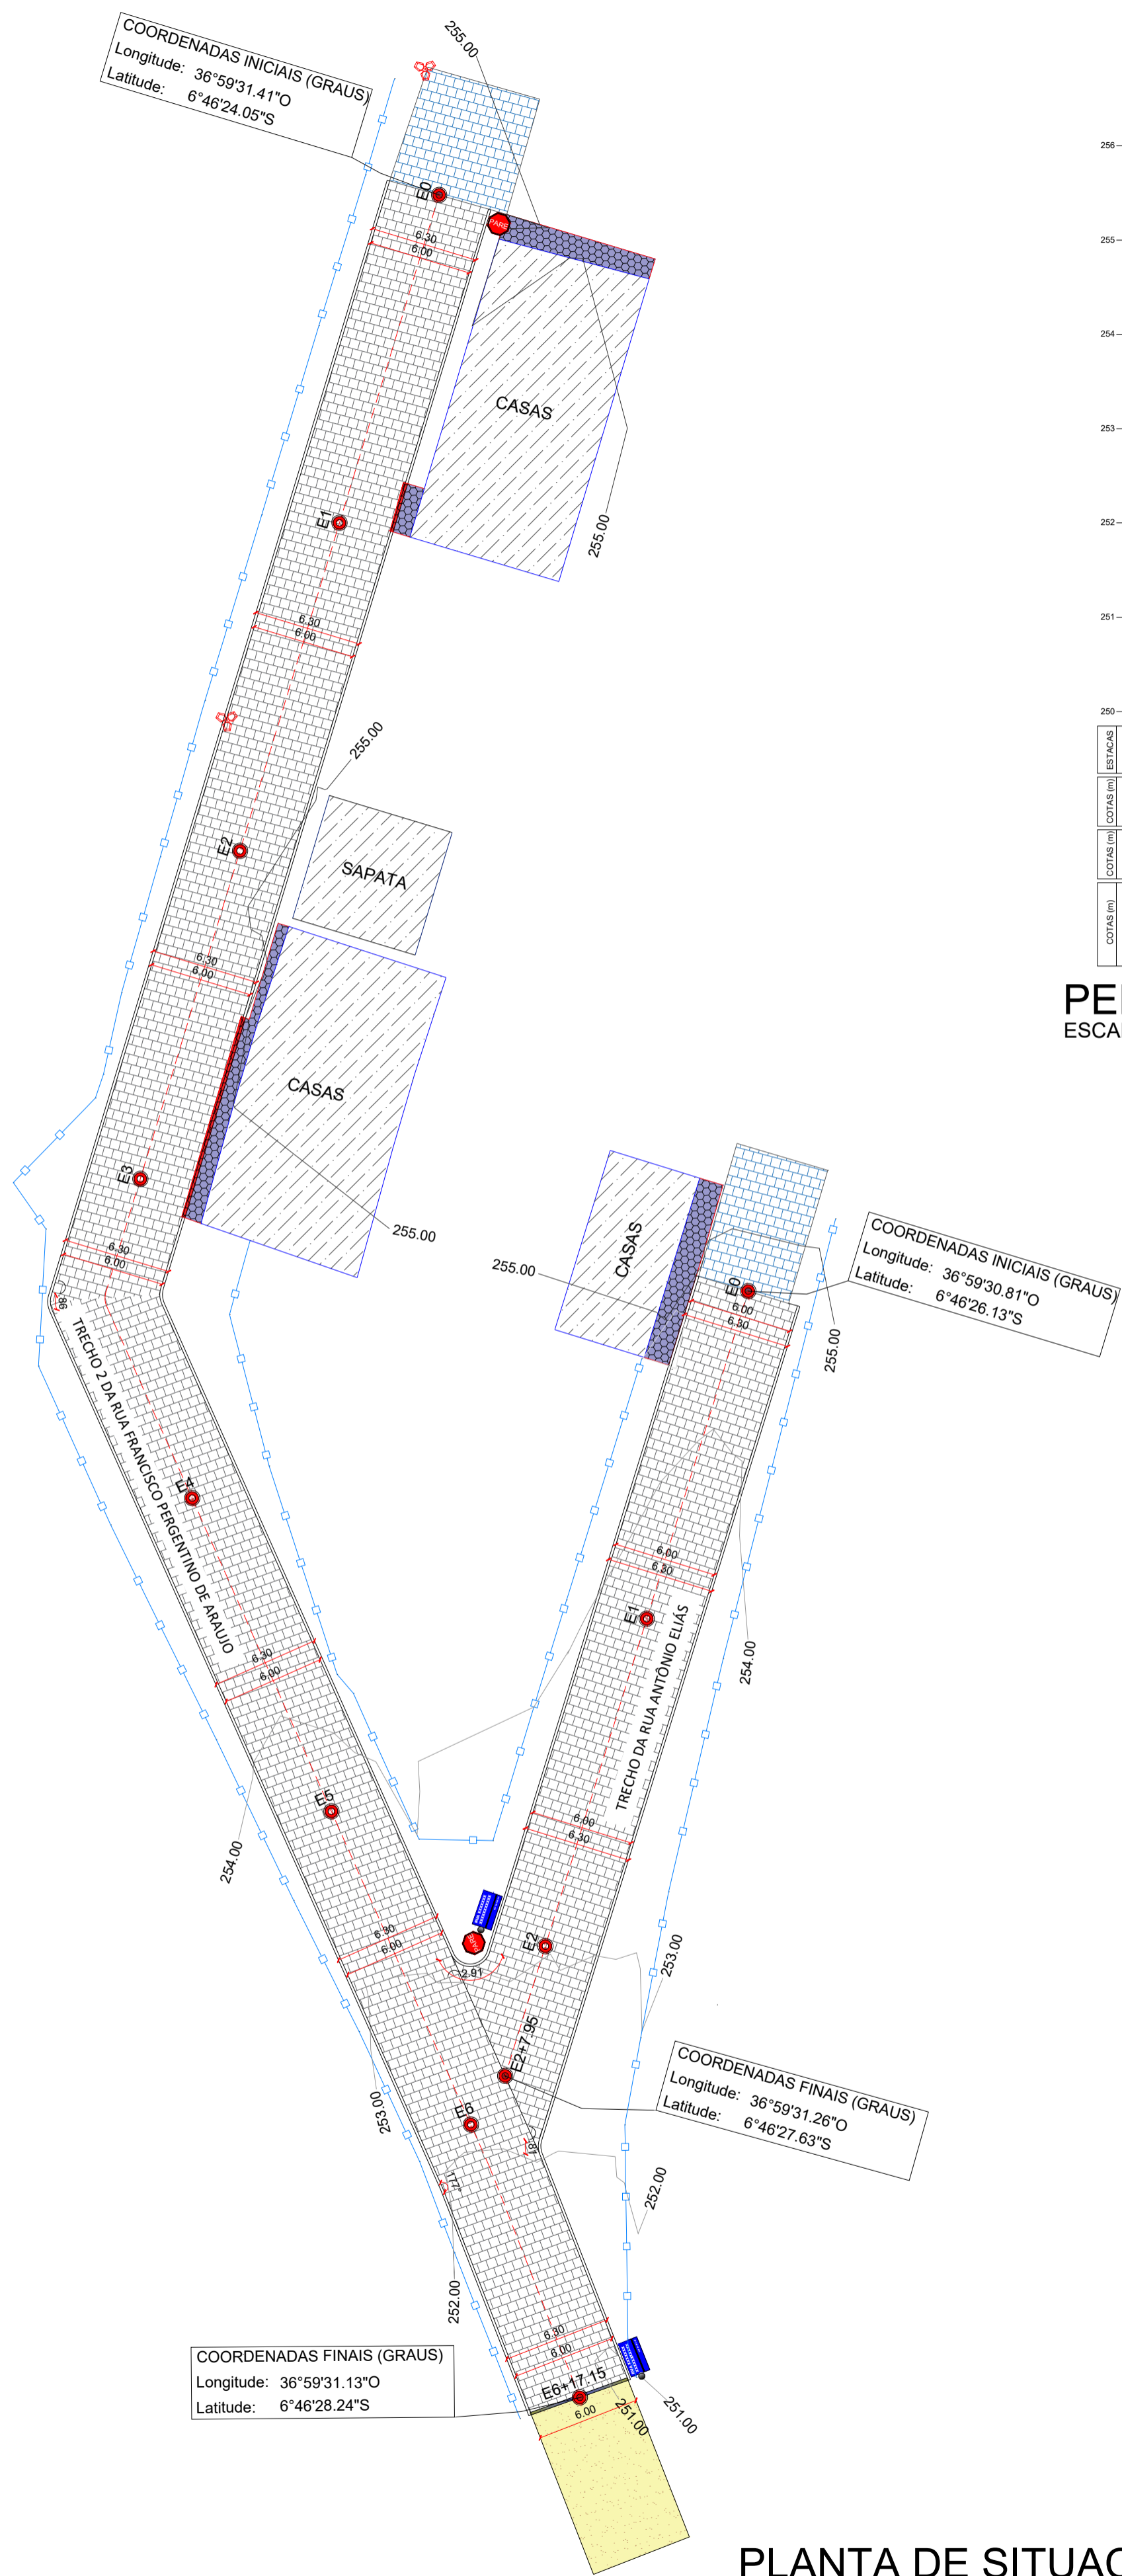 COORDENADAS INICIAIS (GRAUS)
Longitude: 36°59'31.41"O
Latitude: 6°46'24.05"S
255.00
E0
PARE
6.30
6.00
CASAS
255.00
E1
6.30
6.00
255.00
E2
SAPATA
6.30
6.00
CASAS
E3
255.00
6.30
6.00
TRECHO 2 DA RUA FRANCISCO PERGENTINO DE ARAUJO
E4
6.30
6.00
E5
254.00
6.30
6.00
CASAS
255.00
E0
COORDENADAS INICIAIS (GRAUS)
Longitude: 36°59'30.81"O
Latitude: 6°46'26.13"S
6.00
6.30
255.00
6.00
6.30
E1
254.00
TRECHO DA RUA ANTÔNIO ELIAS
6.00
6.30
PARE
2.91
E2
253.00
E2+7.95
COORDENADAS FINAIS (GRAUS)
Longitude: 36°59'31.26"O
Latitude: 6°46'27.63"S
E6
253.00
177°
252.00
252.00
6.30
6.00
E6+17.15
COORDENADAS FINAIS (GRAUS)
Longitude: 36°59'31.13"O
Latitude: 6°46'28.24"S
6.00
251.00
251.00
256
255
254
253
252
251
250
ESTACAS
COTAS (m)
COTAS (m)
COTAS (m)
PLANTA DE SITUAÇ